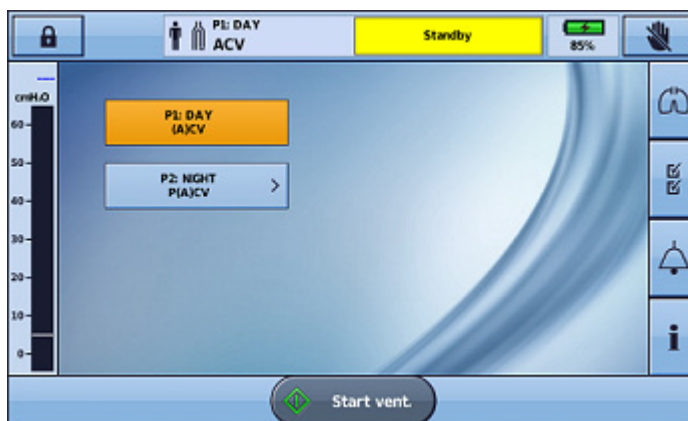 P1: DAY
ACV
Standby
85%
---
cmH₂O
60
50
40
30
20
10
0
P1: DAY
(A)CV
P2: NIGHT
P(A)CV
>
i
Start vent.